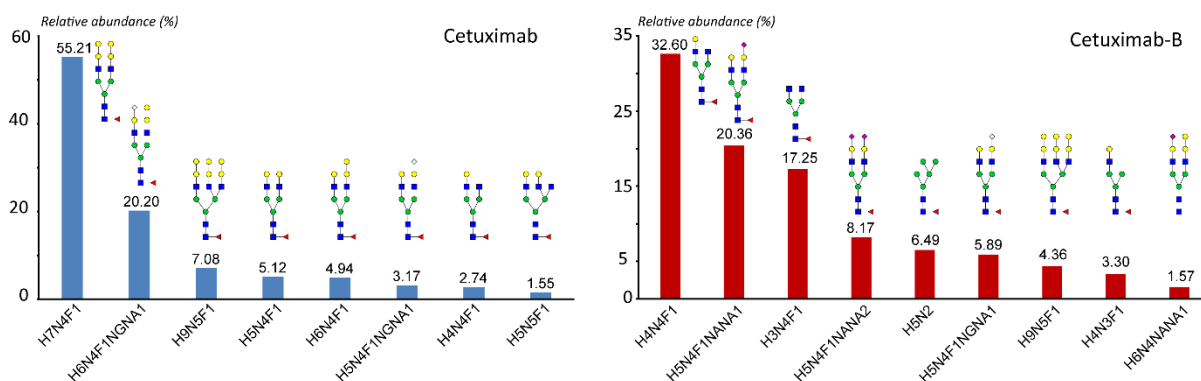 Relative abundance (%)
Cetuximab
60
40
20
0
55.21
20.20
7.08
5.12
4.94
3.17
2.74
1.55
H7N4F1
H6N4F1NGNA1
H9N5F1
H5N4F1
H6N4F1
H5N4F1NGNA1
H4N4F1
H5N5F1
Relative abundance (%)
Cetuximab-B
35
25
15
5
0
32.60
20.36
17.25
8.17
6.49
5.89
4.36
3.30
1.57
H4N4F1
H5N4F1NANA1
H3N4F1
H5N4F1NANA2
H5N2
H5N4F1NGNA1
H9N5F1
H4N3F1
H6N4NANA1